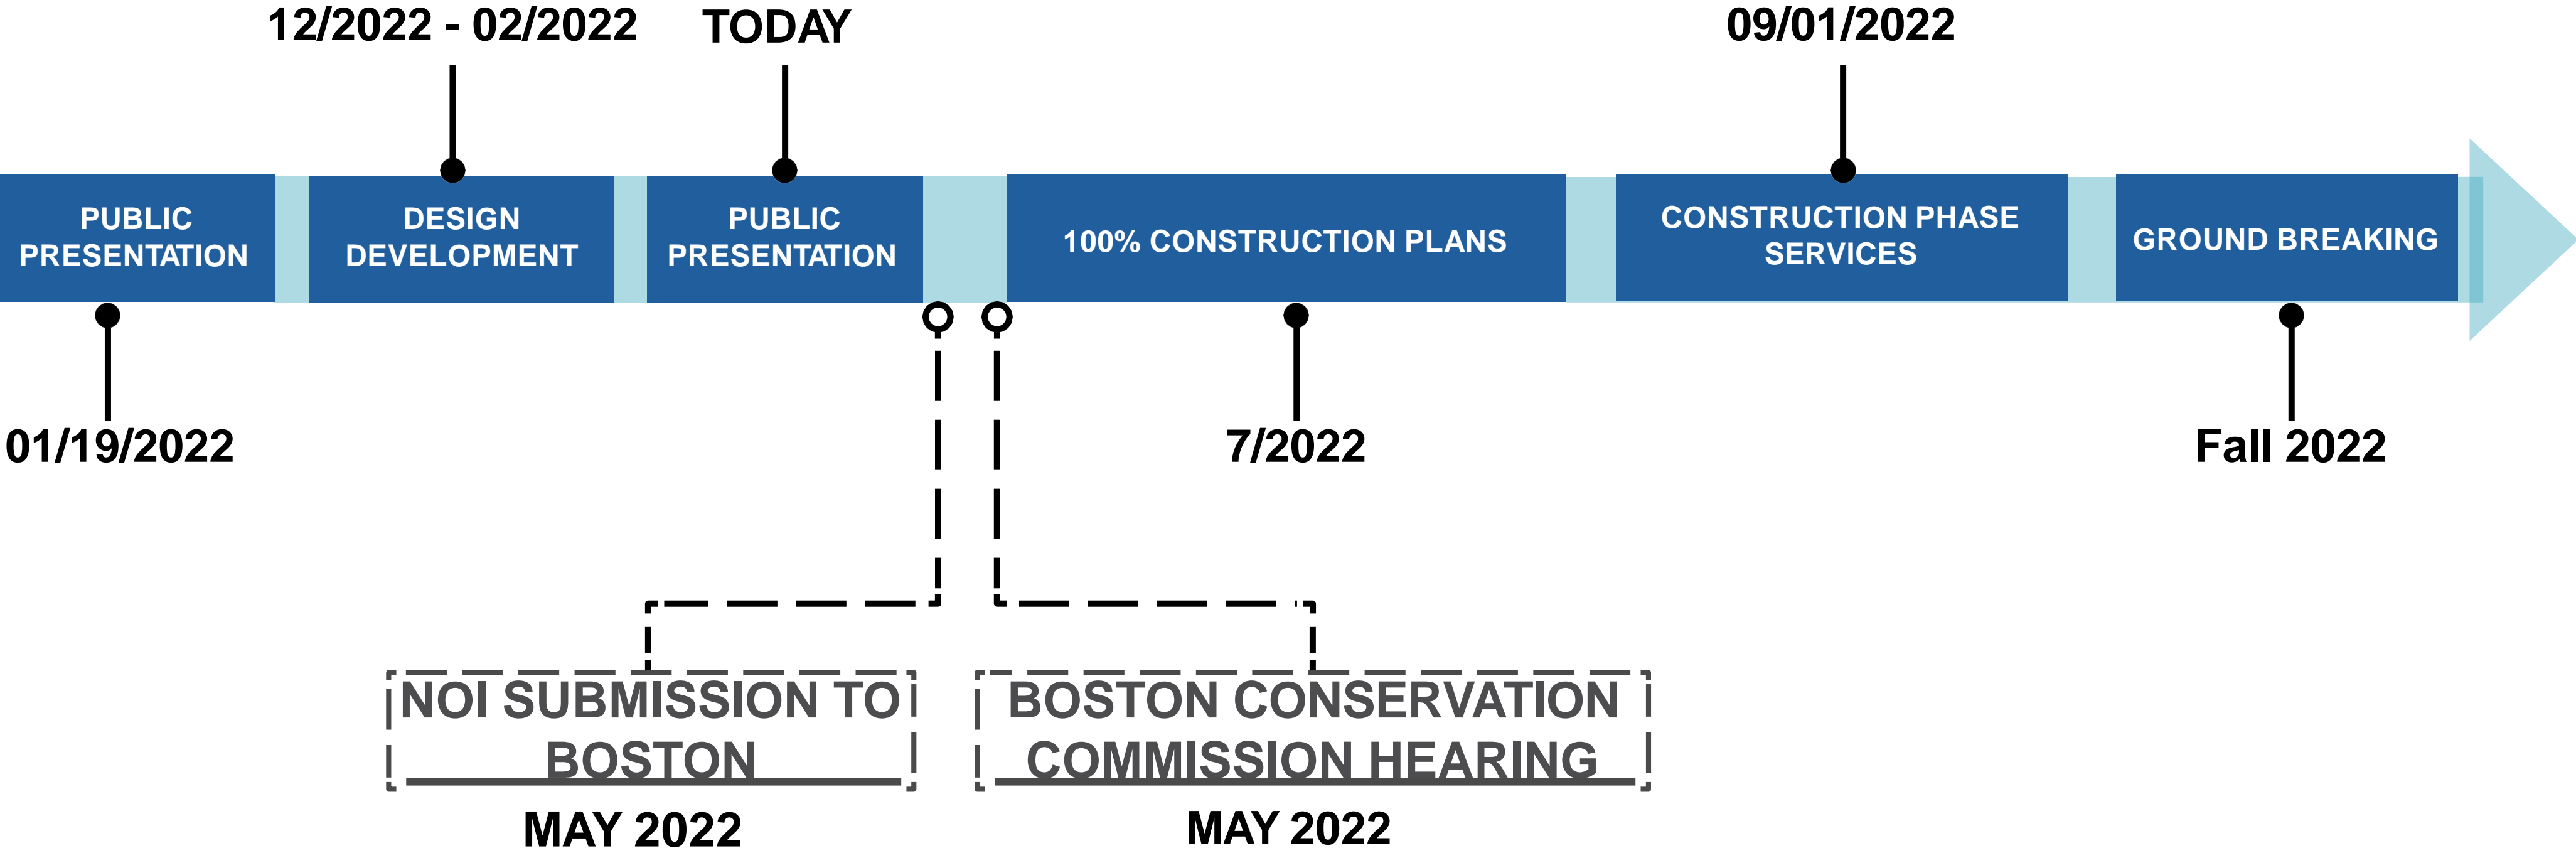 12/2022 - 02/2022
TODAY
09/01/2022
PUBLIC
PRESENTATION
DESIGN
DEVELOPMENT
PUBLIC
PRESENTATION
100% CONSTRUCTION PLANS
CONSTRUCTION PHASE
SERVICES
GROUND BREAKING
01/19/2022
7/2022
Fall 2022
NOI SUBMISSION TO
BOSTON
BOSTON CONSERVATION
COMMISSION HEARING
MAY 2022
MAY 2022